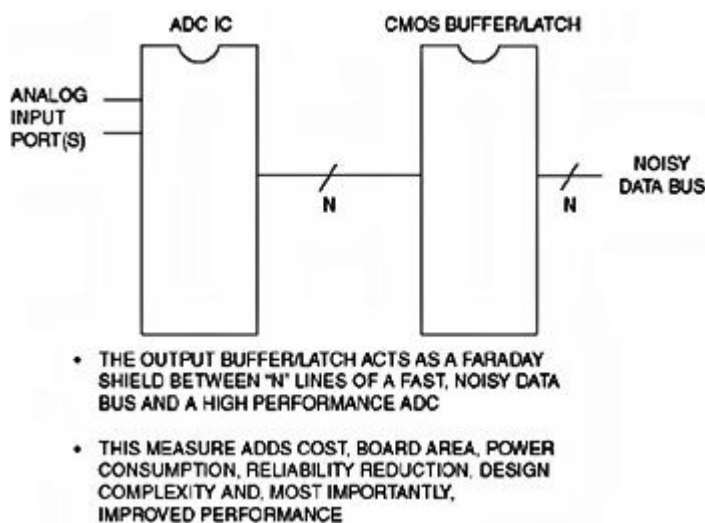 ADC IC
CMOS BUFFER/LATCH
ANALOG
INPUT
PORT(S)
N
N
NOISY
DATA BUS
• THE OUTPUT BUFFER/LATCH ACTS AS A FARADAY
SHIELD BETWEEN "N" LINES OF A FAST, NOISY DATA
BUS AND A HIGH PERFORMANCE ADC
• THIS MEASURE ADDS COST, BOARD AREA, POWER
CONSUMPTION, RELIABILITY REDUCTION, DESIGN
COMPLEXITY AND, MOST IMPORTANTLY,
IMPROVED PERFORMANCE